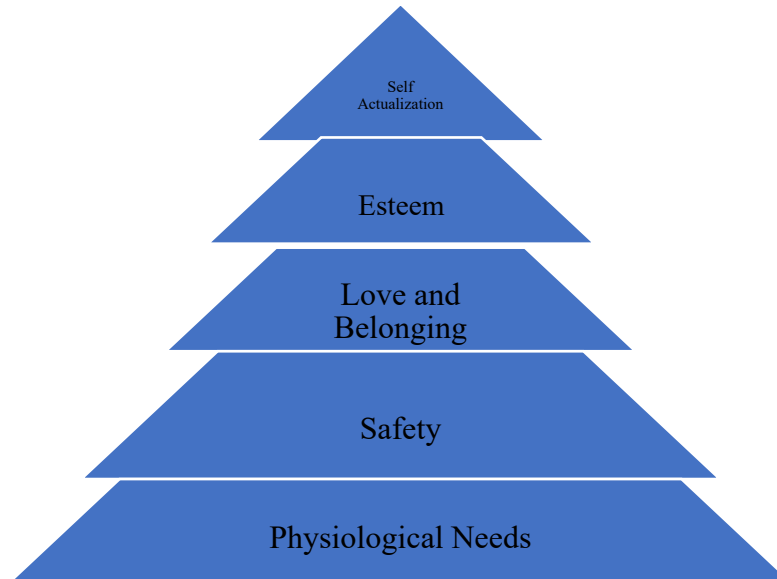 Self
Actualization
Esteem
Love and
Belonging
Safety
Physiological Needs